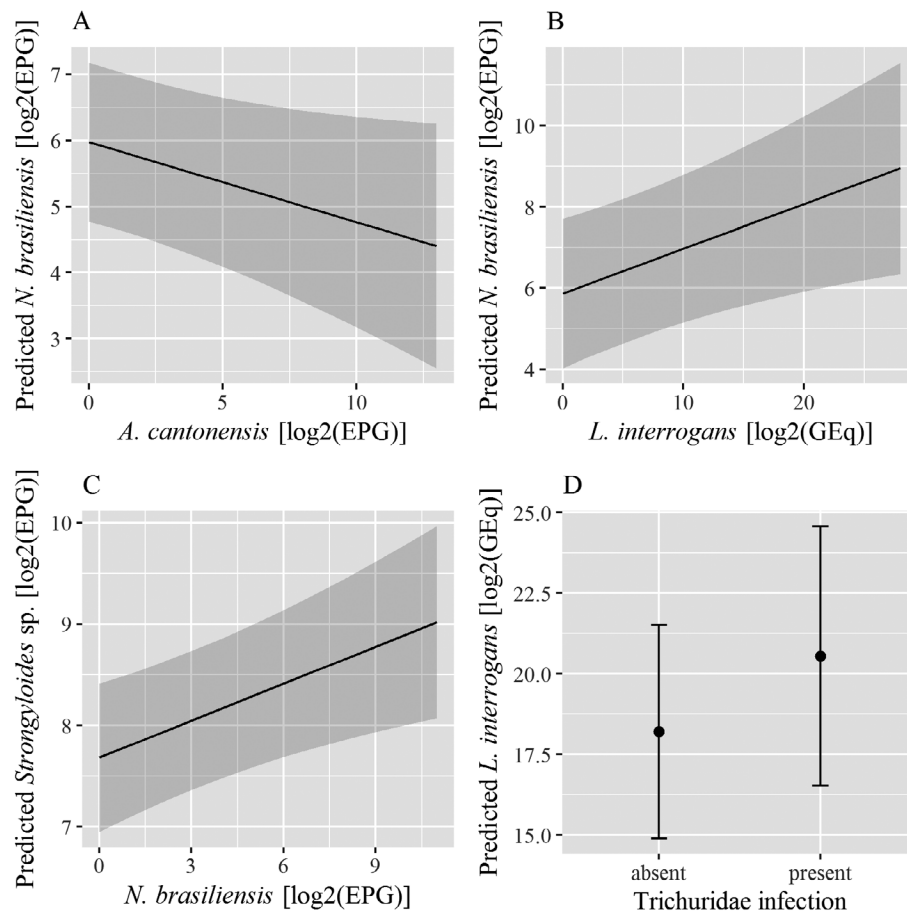 A
Predicted N. brasiliensis [log2(EPG)]
7
6
5
4
3
0 5 10
A. cantonensis [log2(EPG)]
B
Predicted N. brasiliensis [log2(EPG)]
10
8
6
4
0 10 20
L. interrogans [log2(GEq)]
C
Predicted Strongyloides sp. [log2(EPG)]
10
9
8
7
0 3 6 9
N. brasiliensis [log2(EPG)]
D
Predicted L. interrogans [log2(GEq)]
25.0
22.5
20.0
17.5
15.0
absent present
Trichuridae infection